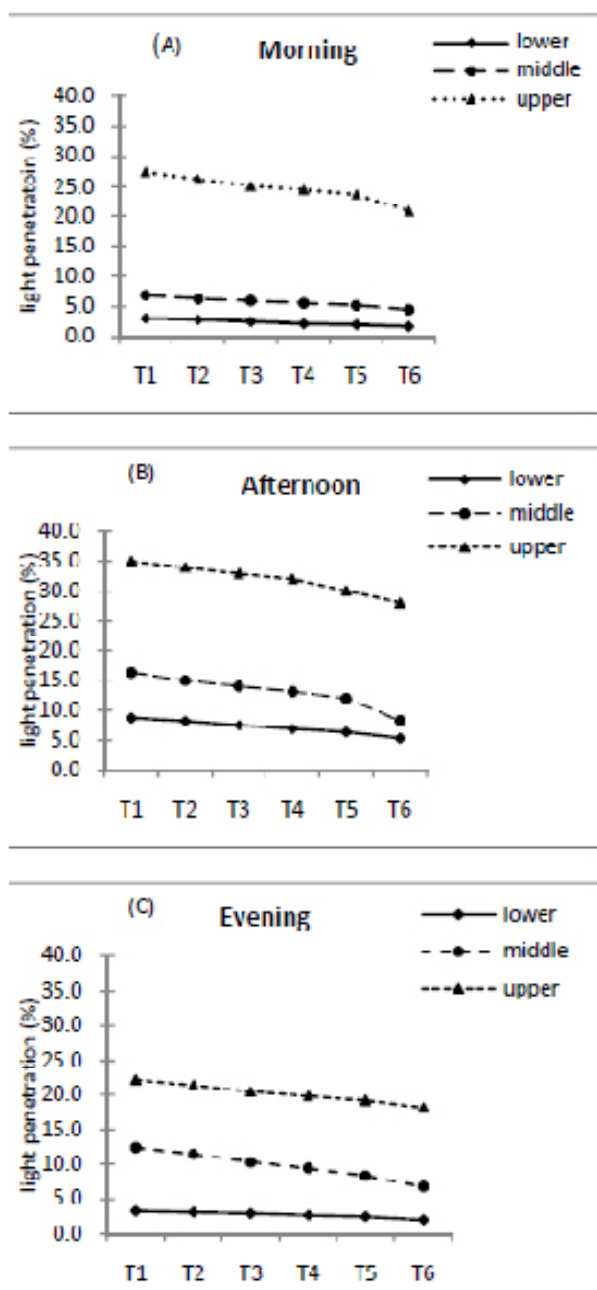 (A) Morning
lower
middle
upper
light penetratoin (%)
40.0
35.0
30.0
25.0
20.0
15.0
10.0
5.0
0.0
T1 T2 T3 T4 T5 T6
(B) Afternoon
lower
middle
upper
light penetration (%)
40.0
35.0
30.0
25.0
20.0
15.0
10.0
5.0
0.0
T1 T2 T3 T4 T5 T6
(C) Evening
lower
middle
upper
light penetration (%)
40.0
35.0
30.0
25.0
20.0
15.0
10.0
5.0
0.0
T1 T2 T3 T4 T5 T6